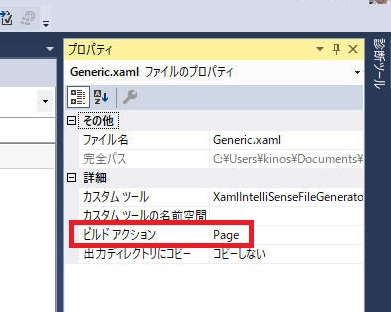 プロパティ
Generic.xaml ファイルのプロパティ
その他
ファイル名 Generic.xaml
完全パス C:¥Users¥kinos¥Documents¥
詳細
カスタム ツール XamlIntelliSenseFileGenerato
カスタム ツールの名前空間
ビルド アクション Page
出力ディレクトリにコピー コピーしない
診断ツール